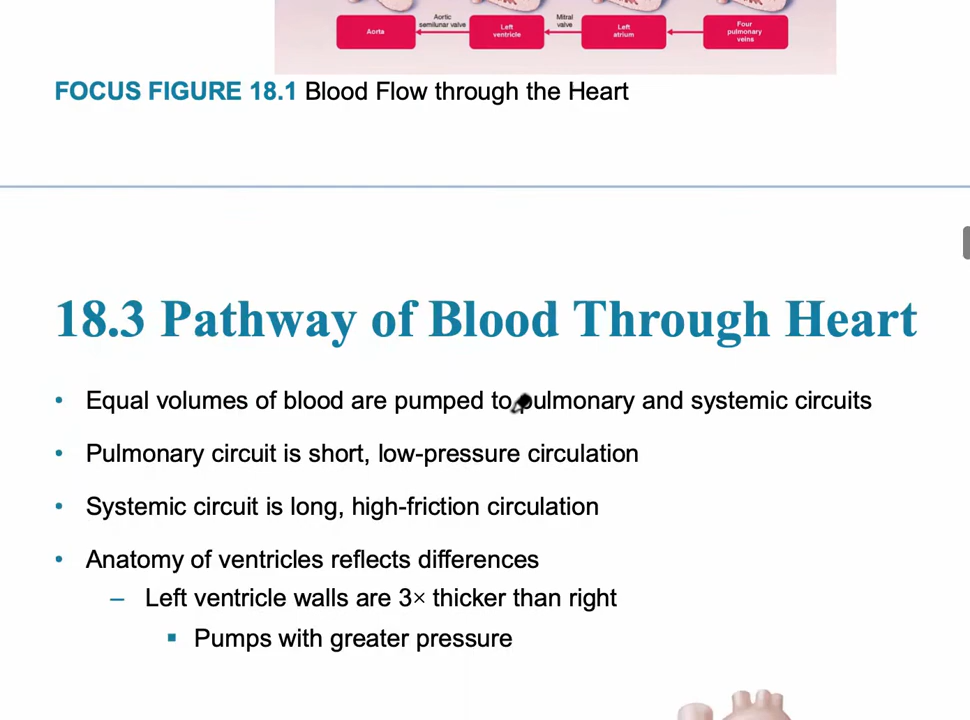 Aortic
semilunar valve
Mitral
valve
Aorta
Left
ventricle
Left
atrium
Four
pulmonary
veins
FOCUS FIGURE 18.1 Blood Flow through the Heart
18.3 Pathway of Blood Through Heart
• Equal volumes of blood are pumped to pulmonary and systemic circuits
• Pulmonary circuit is short, low-pressure circulation
• Systemic circuit is long, high-friction circulation
• Anatomy of ventricles reflects differences
– Left ventricle walls are 3× thicker than right
▪ Pumps with greater pressure